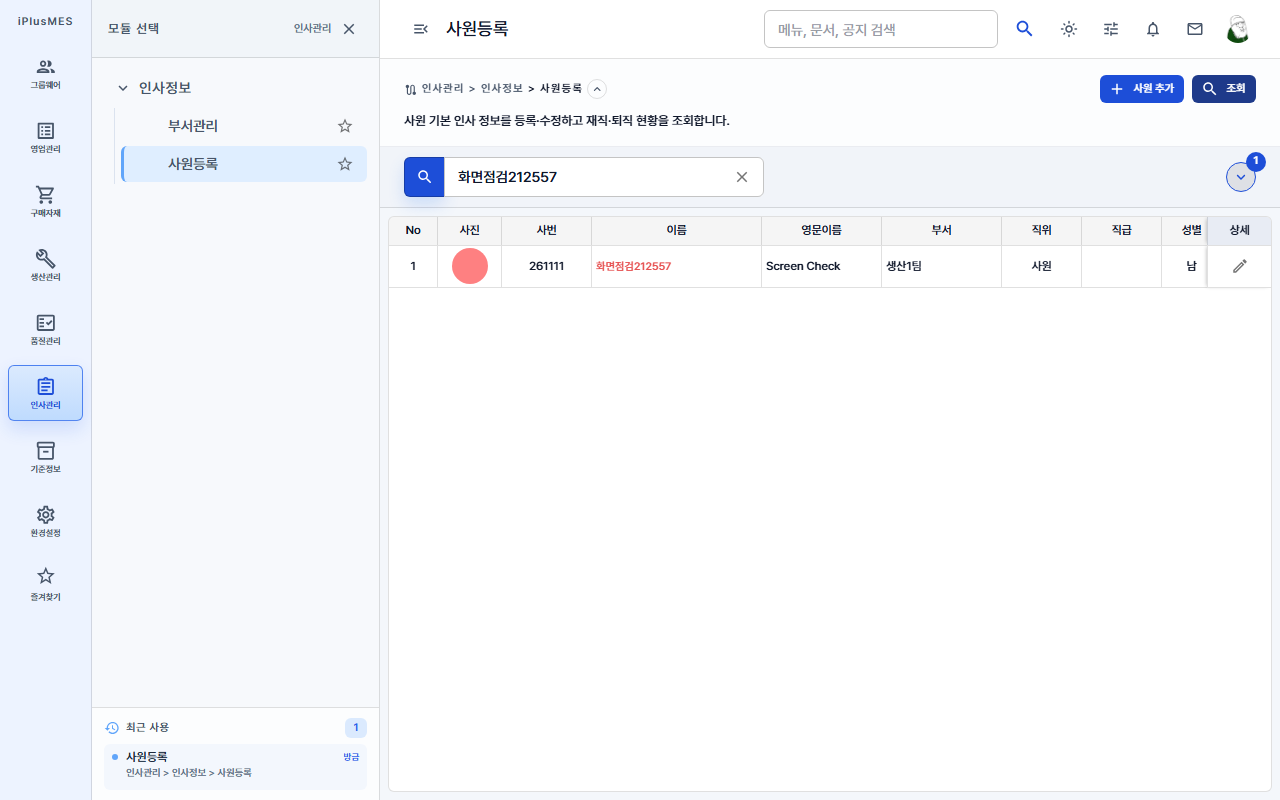 iPlusMES
그룹웨어
영업관리
구매자재
생산관리
품질관리
인사관리
기준정보
환경설정
즐겨찾기
모듈 선택
인사관리
인사정보
부서관리
사원등록
최근 사용
1
사원등록
방금
인사관리 > 인사정보 > 사원등록
사원등록
메뉴, 문서, 공지 검색
인사관리 > 인사정보 > 사원등록
사원 추가
조회
사원 기본 인사 정보를 등록·수정하고 재직·퇴직 현황을 조회합니다.
화면점검212557
1
No 사진 사번 이름 영문이름 부서 직위 직급 성별 상세
1 261111 화면점검212557 Screen Check 생산1팀 사원 남